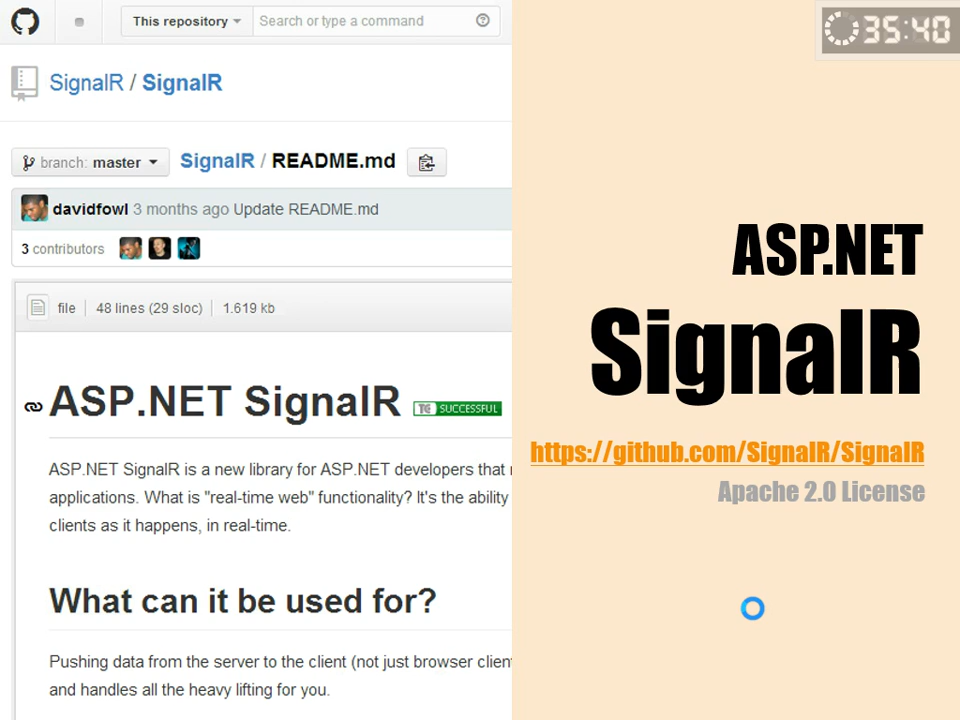 This repository
Search or type a command
SignalR / SignalR
branch: master
SignalR / README.md
davidfowl 3 months ago Update README.md
3 contributors
file
48 lines (29 sloc)
1.619 kb
ASP.NET SignalR
TC SUCCESSFUL
ASP.NET SignalR is a new library for ASP.NET developers that
applications. What is "real-time web" functionality? It's the ability
clients as it happens, in real-time.
What can it be used for?
Pushing data from the server to the client (not just browser clien
and handles all the heavy lifting for you.
35:40
ASP.NET
SignalR
https://github.com/SignalR/SignalR
Apache 2.0 License